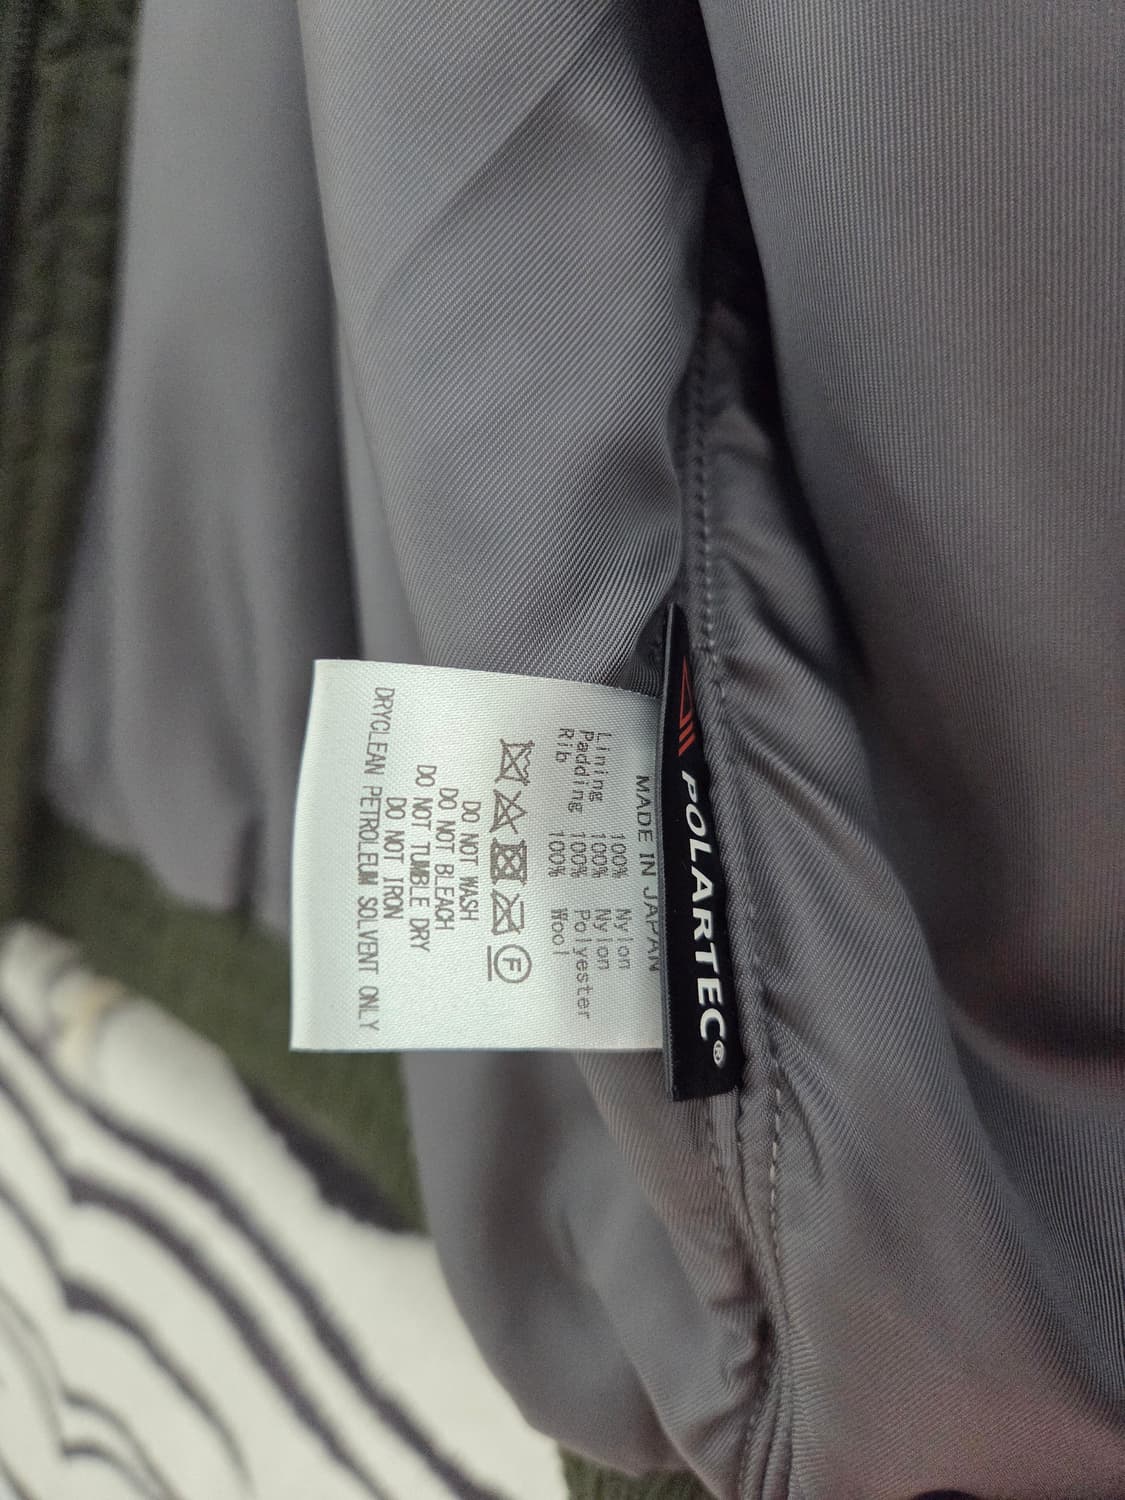 POLARTEC®
MADE IN JAPAN
100% Nylon
Lining 100% Nylon
Padding 100% Polyester
Rib 100% Wool
F
DO NOT WASH
DO NOT BLEACH
DO NOT TUMBLE DRY
DO NOT IRON
DRYCLEAN PETROLEUM SOLVENT ONLY